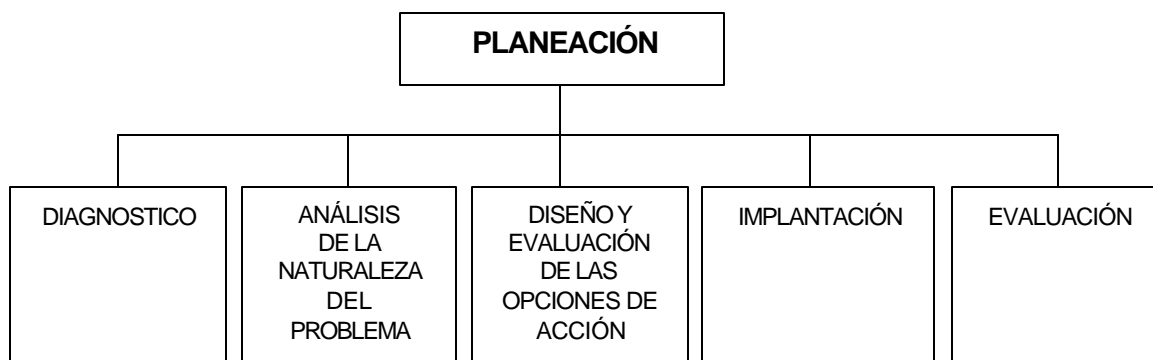 PLANEACIÓN
DIAGNOSTICO
ANÁLISIS
DE LA
NATURALEZA
DEL
PROBLEMA
DISEÑO Y
EVALUACIÓN
DE LAS
OPCIONES DE
ACCIÓN
IMPLANTACIÓN
EVALUACIÓN